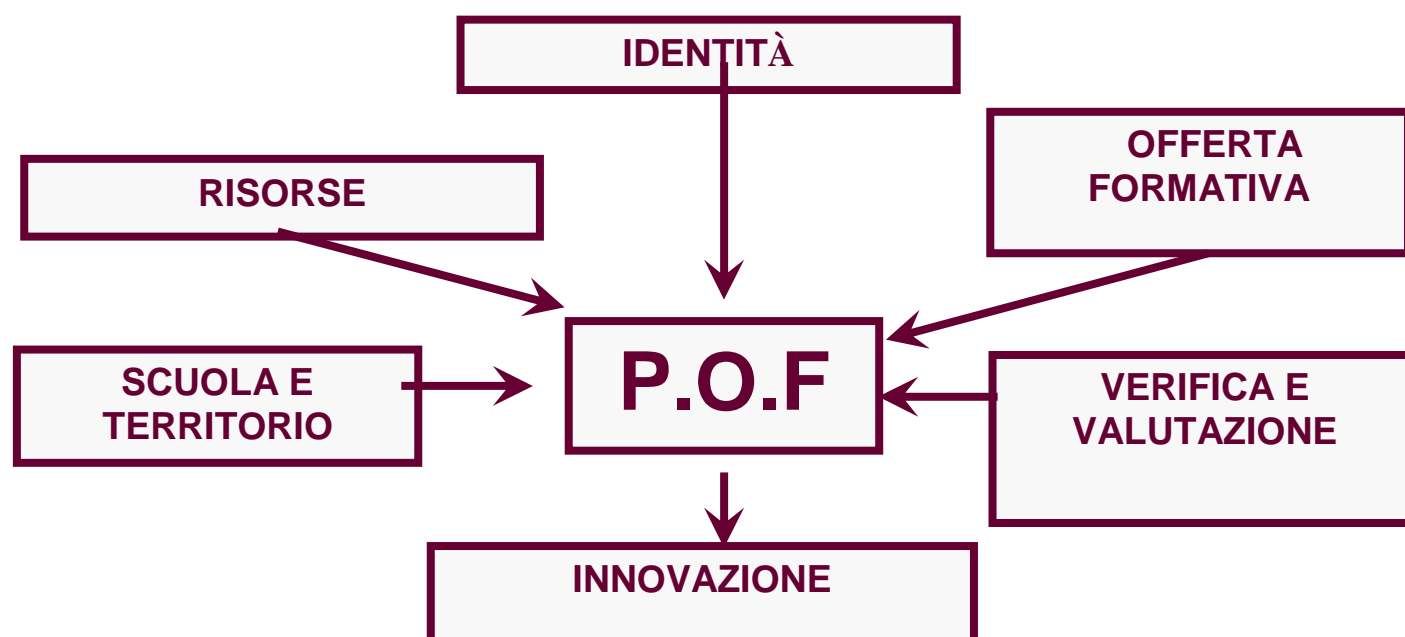 IDENTITÀ
OFFERTA
FORMATIVA
RISORSE
P.O.F
SCUOLA E
TERRITORIO
VERIFICA E
VALUTAZIONE
INNOVAZIONE